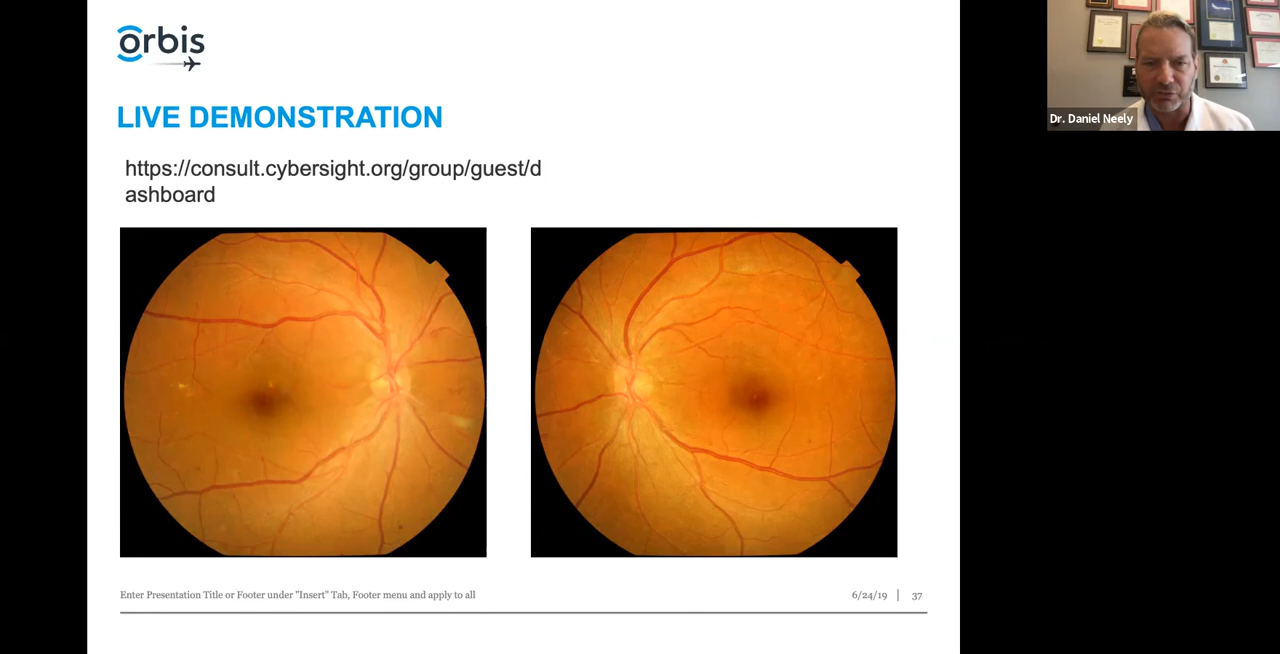 orbis
LIVE DEMONSTRATION
https://consult.cybersight.org/group/guest/d
ashboard
Enter Presentation Title or Footer under "Insert" Tab, Footer menu and apply to all
6/24/19 | 37
Dr. Daniel Neely